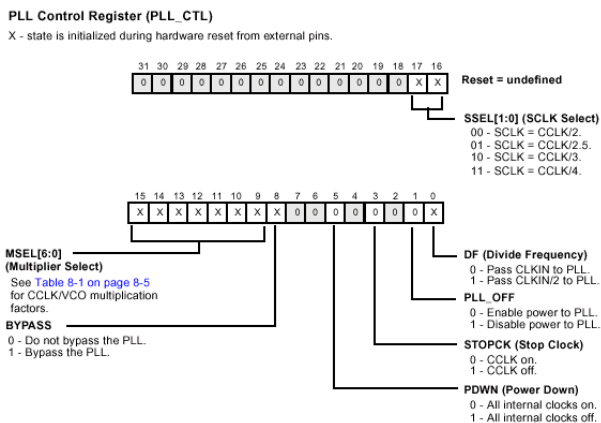 PLL Control Register (PLL_CTL)
X - state is initialized during hardware reset from external pins.
31 30 29 28 27 26 25 24 23 22 21 20 19 18 17 16
0 0 0 0 0 0 0 0 0 0 0 0 0 0 X X
Reset = undefined
SSEL[1:0] (SCLK Select)
00 - SCLK = CCLK/2.
01 - SCLK = CCLK/2.5.
10 - SCLK = CCLK/3.
11 - SCLK = CCLK/4.
15 14 13 12 11 10 9 8 7 6 5 4 3 2 1 0
X X X X X X X X 0 0 0 0 0 0 0 X
MSEL[6:0]
(Multiplier Select)
See Table 8-1 on page 8-5
for CCLK/VCO multiplication
factors.
BYPASS
0 - Do not bypass the PLL.
1 - Bypass the PLL.
DF (Divide Frequency)
0 - Pass CLKIN to PLL.
1 - Pass CLKIN/2 to PLL.
PLL_OFF
0 - Enable power to PLL.
1 - Disable power to PLL.
STOPCK (Stop Clock)
0 - CCLK on.
1 - CCLK off.
PDWN (Power Down)
0 - All internal clocks on.
1 - All internal clocks off.